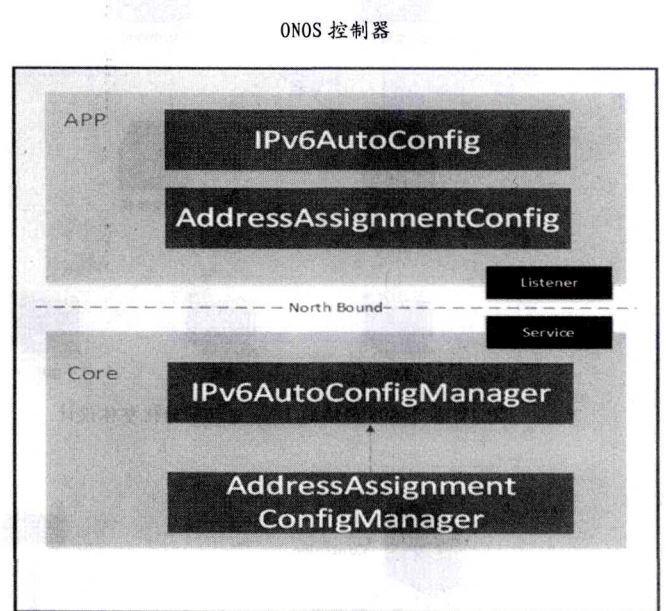 ONOS 控制器
APP
IPv6AutoConfig
AddressAssignmentConfig
Listener
North Bound
Service
Core
IPv6AutoConfigManager
AddressAssignment
ConfigManager